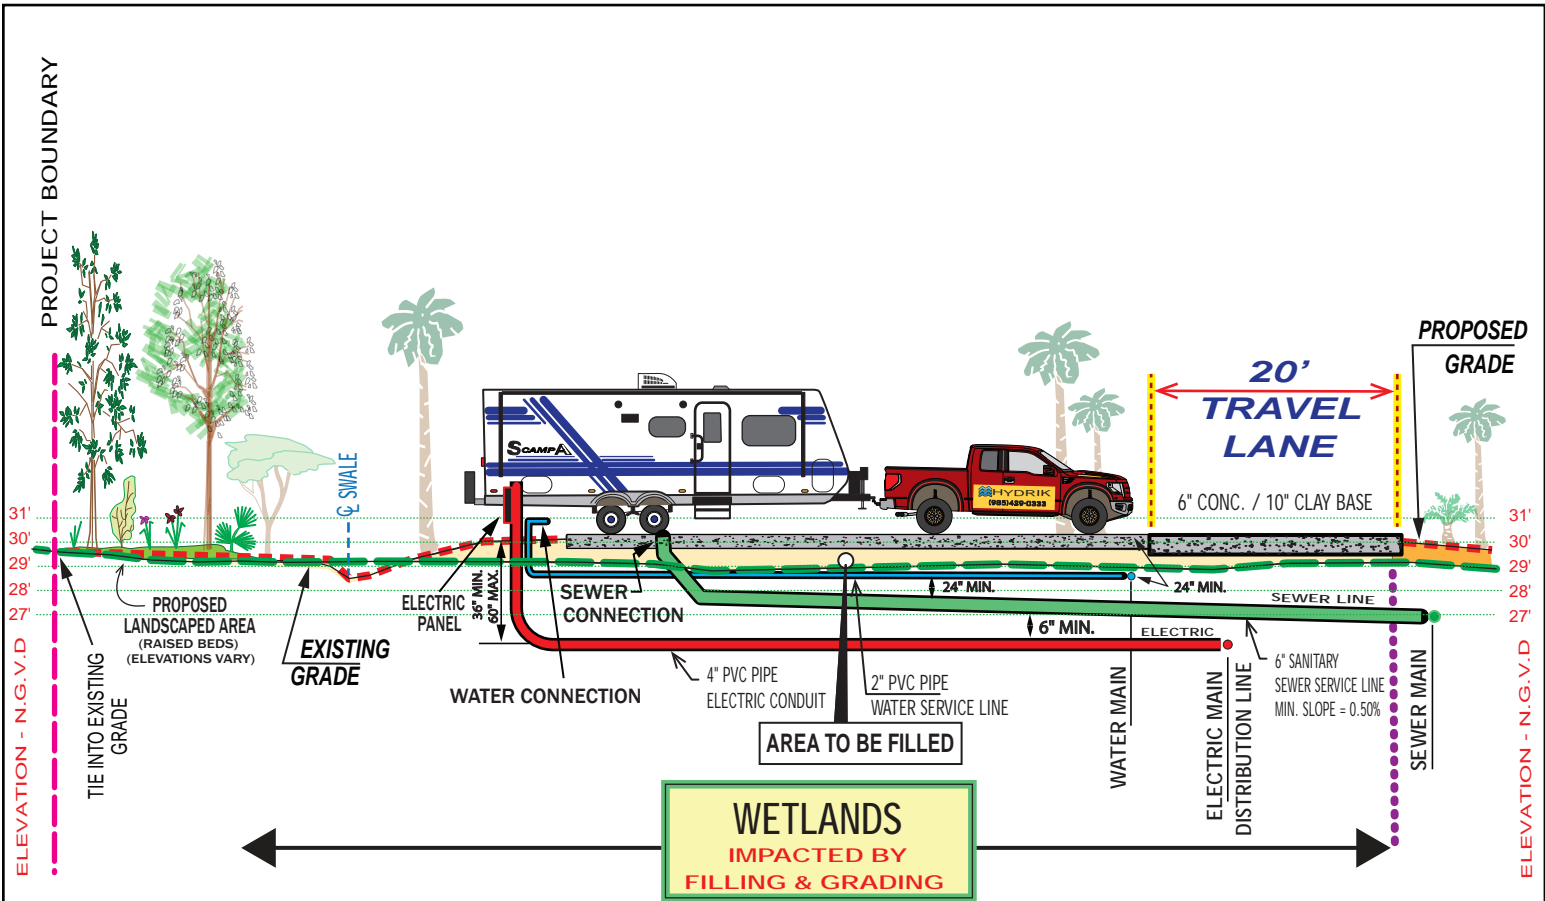 PROJECT BOUNDARY
℄ SWALE
SCAMPA
HYDRIK
(985)429-0333
20'
TRAVEL
LANE
6" CONC. / 10" CLAY BASE
PROPOSED
GRADE
31'
30'
29'
28'
27'
31'
30'
29'
28'
27'
ELEVATION - N.G.V.D
ELEVATION - N.G.V.D
TIE INTO EXISTING
GRADE
PROPOSED
LANDSCAPED AREA
(RAISED BEDS)
(ELEVATIONS VARY)
EXISTING
GRADE
ELECTRIC
PANEL
36" MIN.
60" MAX.
SEWER
CONNECTION
WATER CONNECTION
24" MIN.
24" MIN.
6" MIN.
SEWER LINE
ELECTRIC
4" PVC PIPE
ELECTRIC CONDUIT
2" PVC PIPE
WATER SERVICE LINE
6" SANITARY
SEWER SERVICE LINE
MIN. SLOPE = 0.50%
AREA TO BE FILLED
WATER MAIN
ELECTRIC MAIN
DISTRIBUTION LINE
SEWER MAIN
WETLANDS
IMPACTED BY
FILLING & GRADING